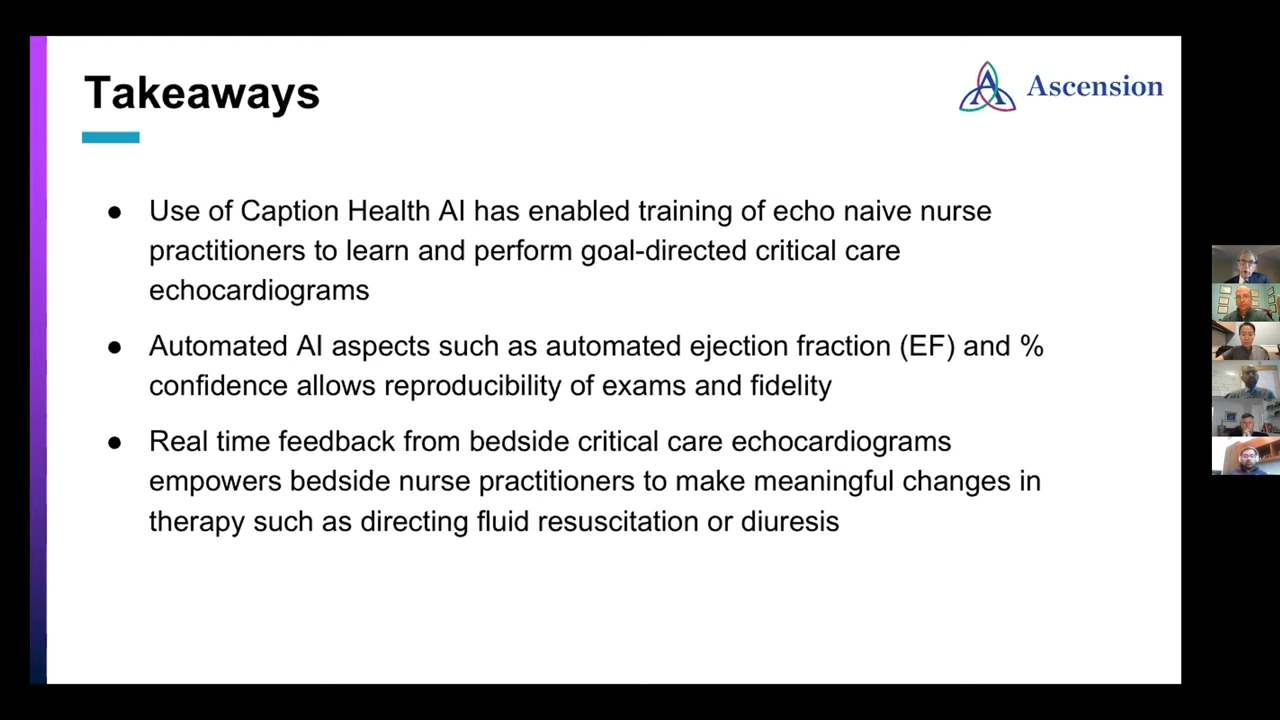 Takeaways
Ascension
● Use of Caption Health AI has enabled training of echo naive nurse
practitioners to learn and perform goal-directed critical care
echocardiograms
● Automated AI aspects such as automated ejection fraction (EF) and %
confidence allows reproducibility of exams and fidelity
● Real time feedback from bedside critical care echocardiograms
empowers bedside nurse practitioners to make meaningful changes in
therapy such as directing fluid resuscitation or diuresis